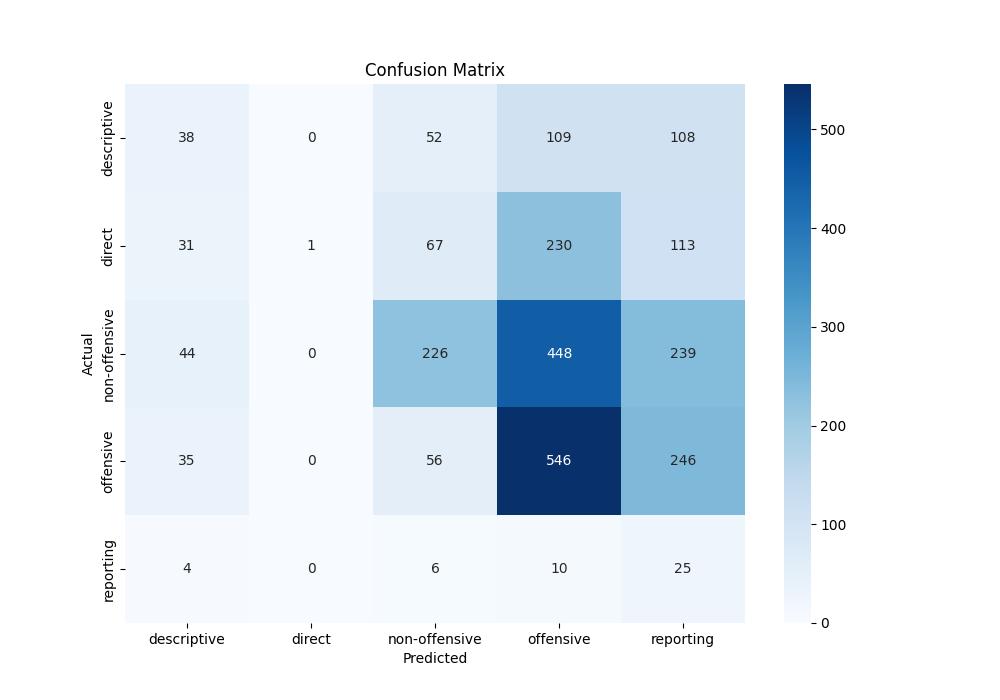 Confusion Matrix
descriptive
38 0 52 109 108
direct
31 1 67 230 113
non-offensive
44 0 226 448 239
offensive
35 0 56 546 246
reporting
4 0 6 10 25
Actual
descriptive direct non-offensive offensive reporting
Predicted
500
400
300
200
100
0